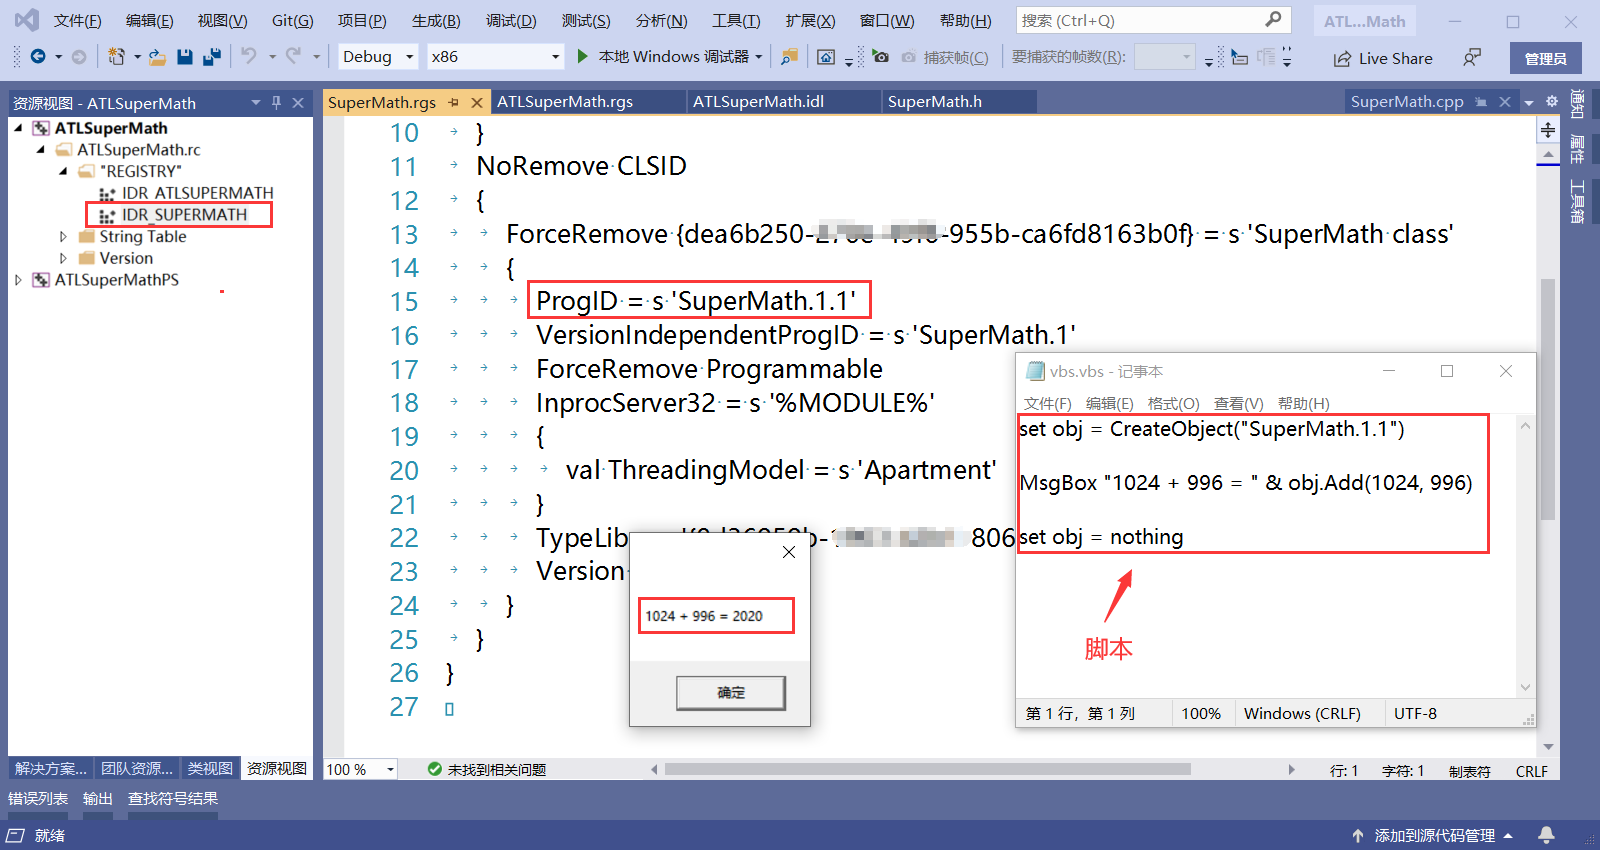 文件(F) 编辑(E) 视图(V) Git(G) 项目(P) 生成(B) 调试(D) 测试(S) 分析(N) 工具(T) 扩展(X) 窗口(W) 帮助(H) 搜索 (Ctrl+Q) ATL...Math
Debug x86 本地 Windows 调试器 捕获帧(C) 要捕获的帧数(R): Live Share 管理员
资源视图 - ATLSuperMath
ATLSuperMath
ATLSuperMath.rc
"REGISTRY"
IDR_ATLSUPERMATH
IDR_SUPERMATH
String Table
Version
ATLSuperMathPS
SuperMath.rgs ATLSuperMath.rgs ATLSuperMath.idl SuperMath.h SuperMath.cpp
10 }
11 NoRemove CLSID
12 {
13 ForceRemove {dea6b250- -955b-ca6fd8163b0f} = s 'SuperMath class'
14 {
15 ProgID = s 'SuperMath.1.1'
16 VersionIndependentProgID = s 'SuperMath.1'
17 ForceRemove Programmable
18 InprocServer32 = s '%MODULE%'
19 {
20 val ThreadingModel = s 'Apartment'
21 }
22 TypeLib 806
23 Version
24 }
25 }
26 }
27
1024 + 996 = 2020
确定
vbs.vbs - 记事本
文件(F) 编辑(E) 格式(O) 查看(V) 帮助(H)
set obj = CreateObject("SuperMath.1.1")
MsgBox "1024 + 996 = " & obj.Add(1024, 996)
set obj = nothing
脚本
第 1 行，第 1 列 100% Windows (CRLF) UTF-8
通知
属性
工具箱
解决方案... 团队资源... 类视图 资源视图
100 % 未找到相关问题 行: 1 字符: 1 制表符 CRLF
错误列表 输出 查找符号结果
就绪 添加到源代码管理